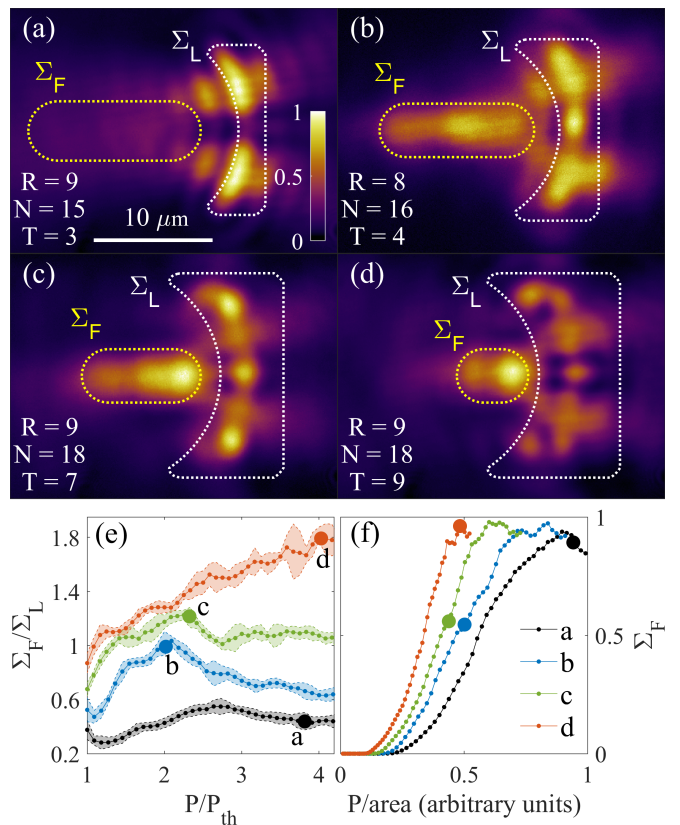 (a)
Σ_L
Σ_F
1
0.5
0
R = 9
N = 15
T = 3
10 μm
(b)
Σ_L
Σ_F
R = 8
N = 16
T = 4
(c)
Σ_L
Σ_F
R = 9
N = 18
T = 7
(d)
Σ_L
Σ_F
R = 9
N = 18
T = 9
(e)
Σ_F/Σ_L
1.8
1.4
1
0.6
0.2
d
c
b
a
1
2
3
4
P/P_th
(f)
1
0.5
0
Σ_F
a
b
c
d
0
0.5
1
P/area (arbitrary units)